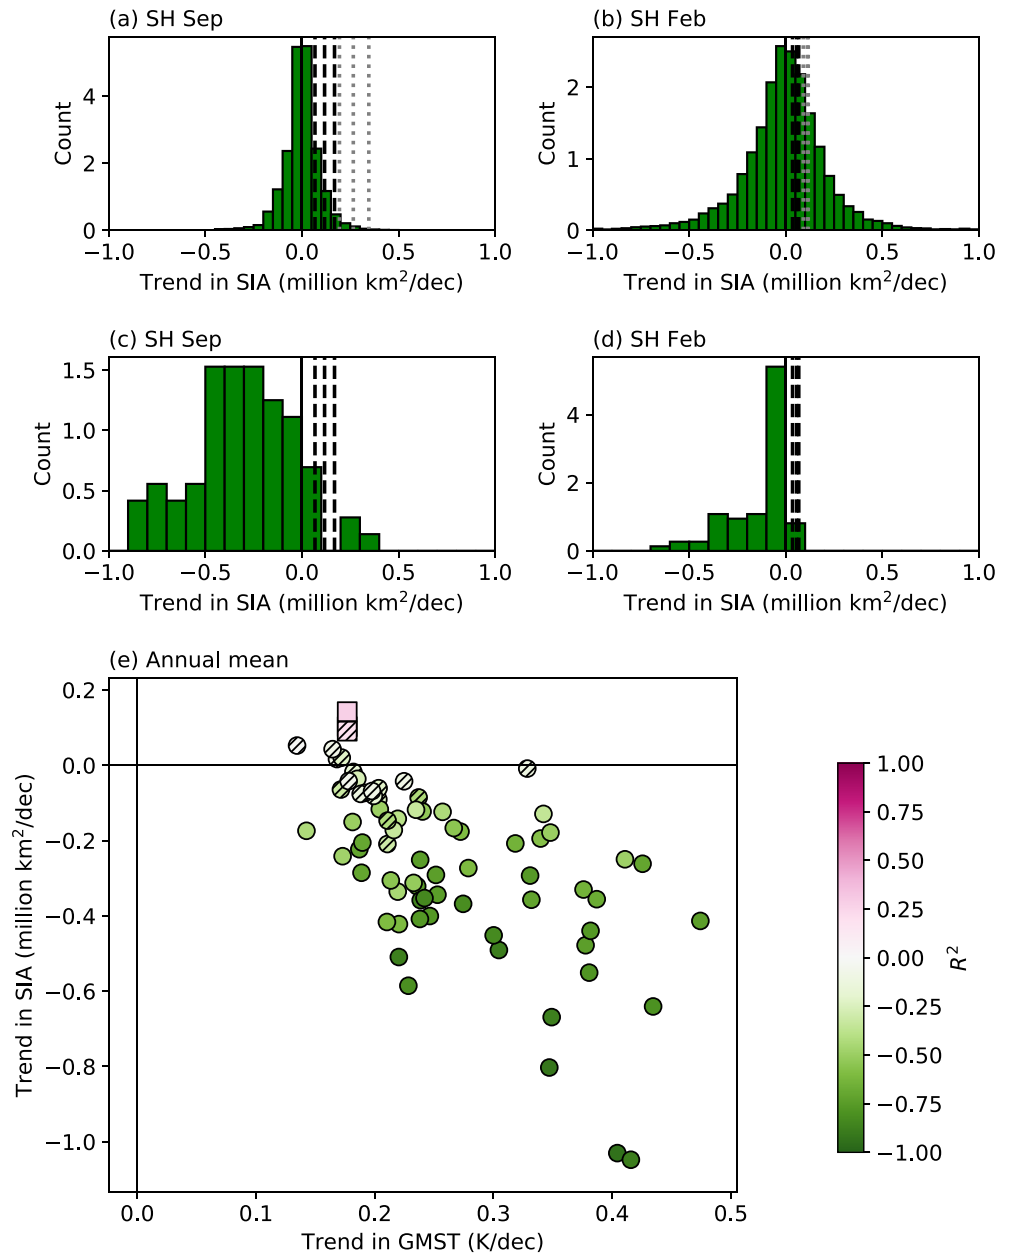 (a) SH Sep
(b) SH Feb
Count
4
2
0
−1.0 −0.5 0.0 0.5 1.0
Trend in SIA (million km²/dec)
Count
2
1
0
−1.0 −0.5 0.0 0.5 1.0
Trend in SIA (million km²/dec)
(c) SH Sep
(d) SH Feb
Count
1.5
1.0
0.5
0.0
−1.0 −0.5 0.0 0.5 1.0
Trend in SIA (million km²/dec)
Count
4
2
0
−1.0 −0.5 0.0 0.5 1.0
Trend in SIA (million km²/dec)
(e) Annual mean
Trend in SIA (million km²/dec)
0.2
0.0
−0.2
−0.4
−0.6
−0.8
−1.0
0.0 0.1 0.2 0.3 0.4 0.5
Trend in GMST (K/dec)
1.00
0.75
0.50
0.25
0.00
−0.25
−0.50
−0.75
−1.00
R²